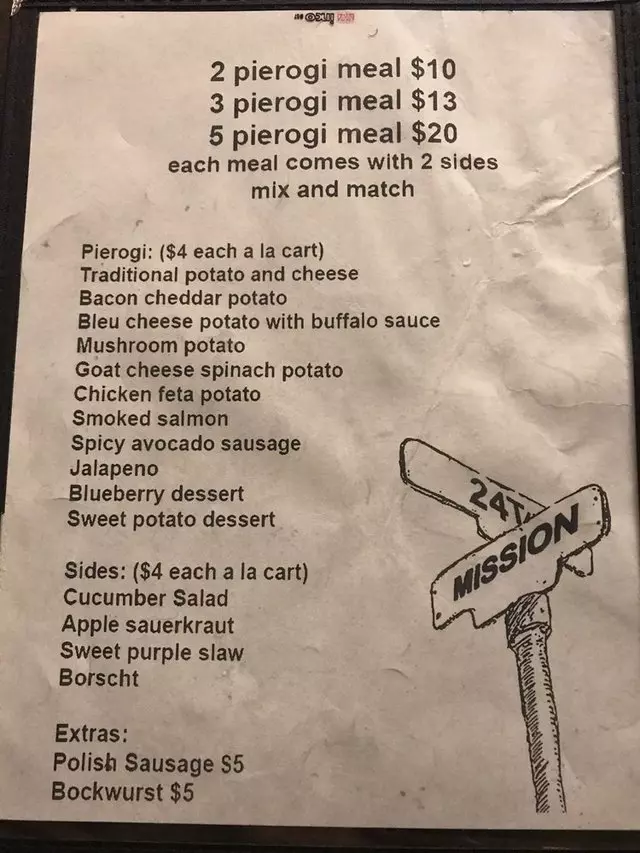 2 pierogi meal $10
3 pierogi meal $13
5 pierogi meal $20
each meal comes with 2 sides
mix and match
Pierogi: ($4 each a la cart)
Traditional potato and cheese
Bacon cheddar potato
Bleu cheese potato with buffalo sauce
Mushroom potato
Goat cheese spinach potato
Chicken feta potato
Smoked salmon
Spicy avocado sausage
Jalapeno
Blueberry dessert
Sweet potato dessert
Sides: ($4 each a la cart)
Cucumber Salad
Apple sauerkraut
Sweet purple slaw
Borscht
Extras:
Polish Sausage $5
Bockwurst $5
24T
MISSION